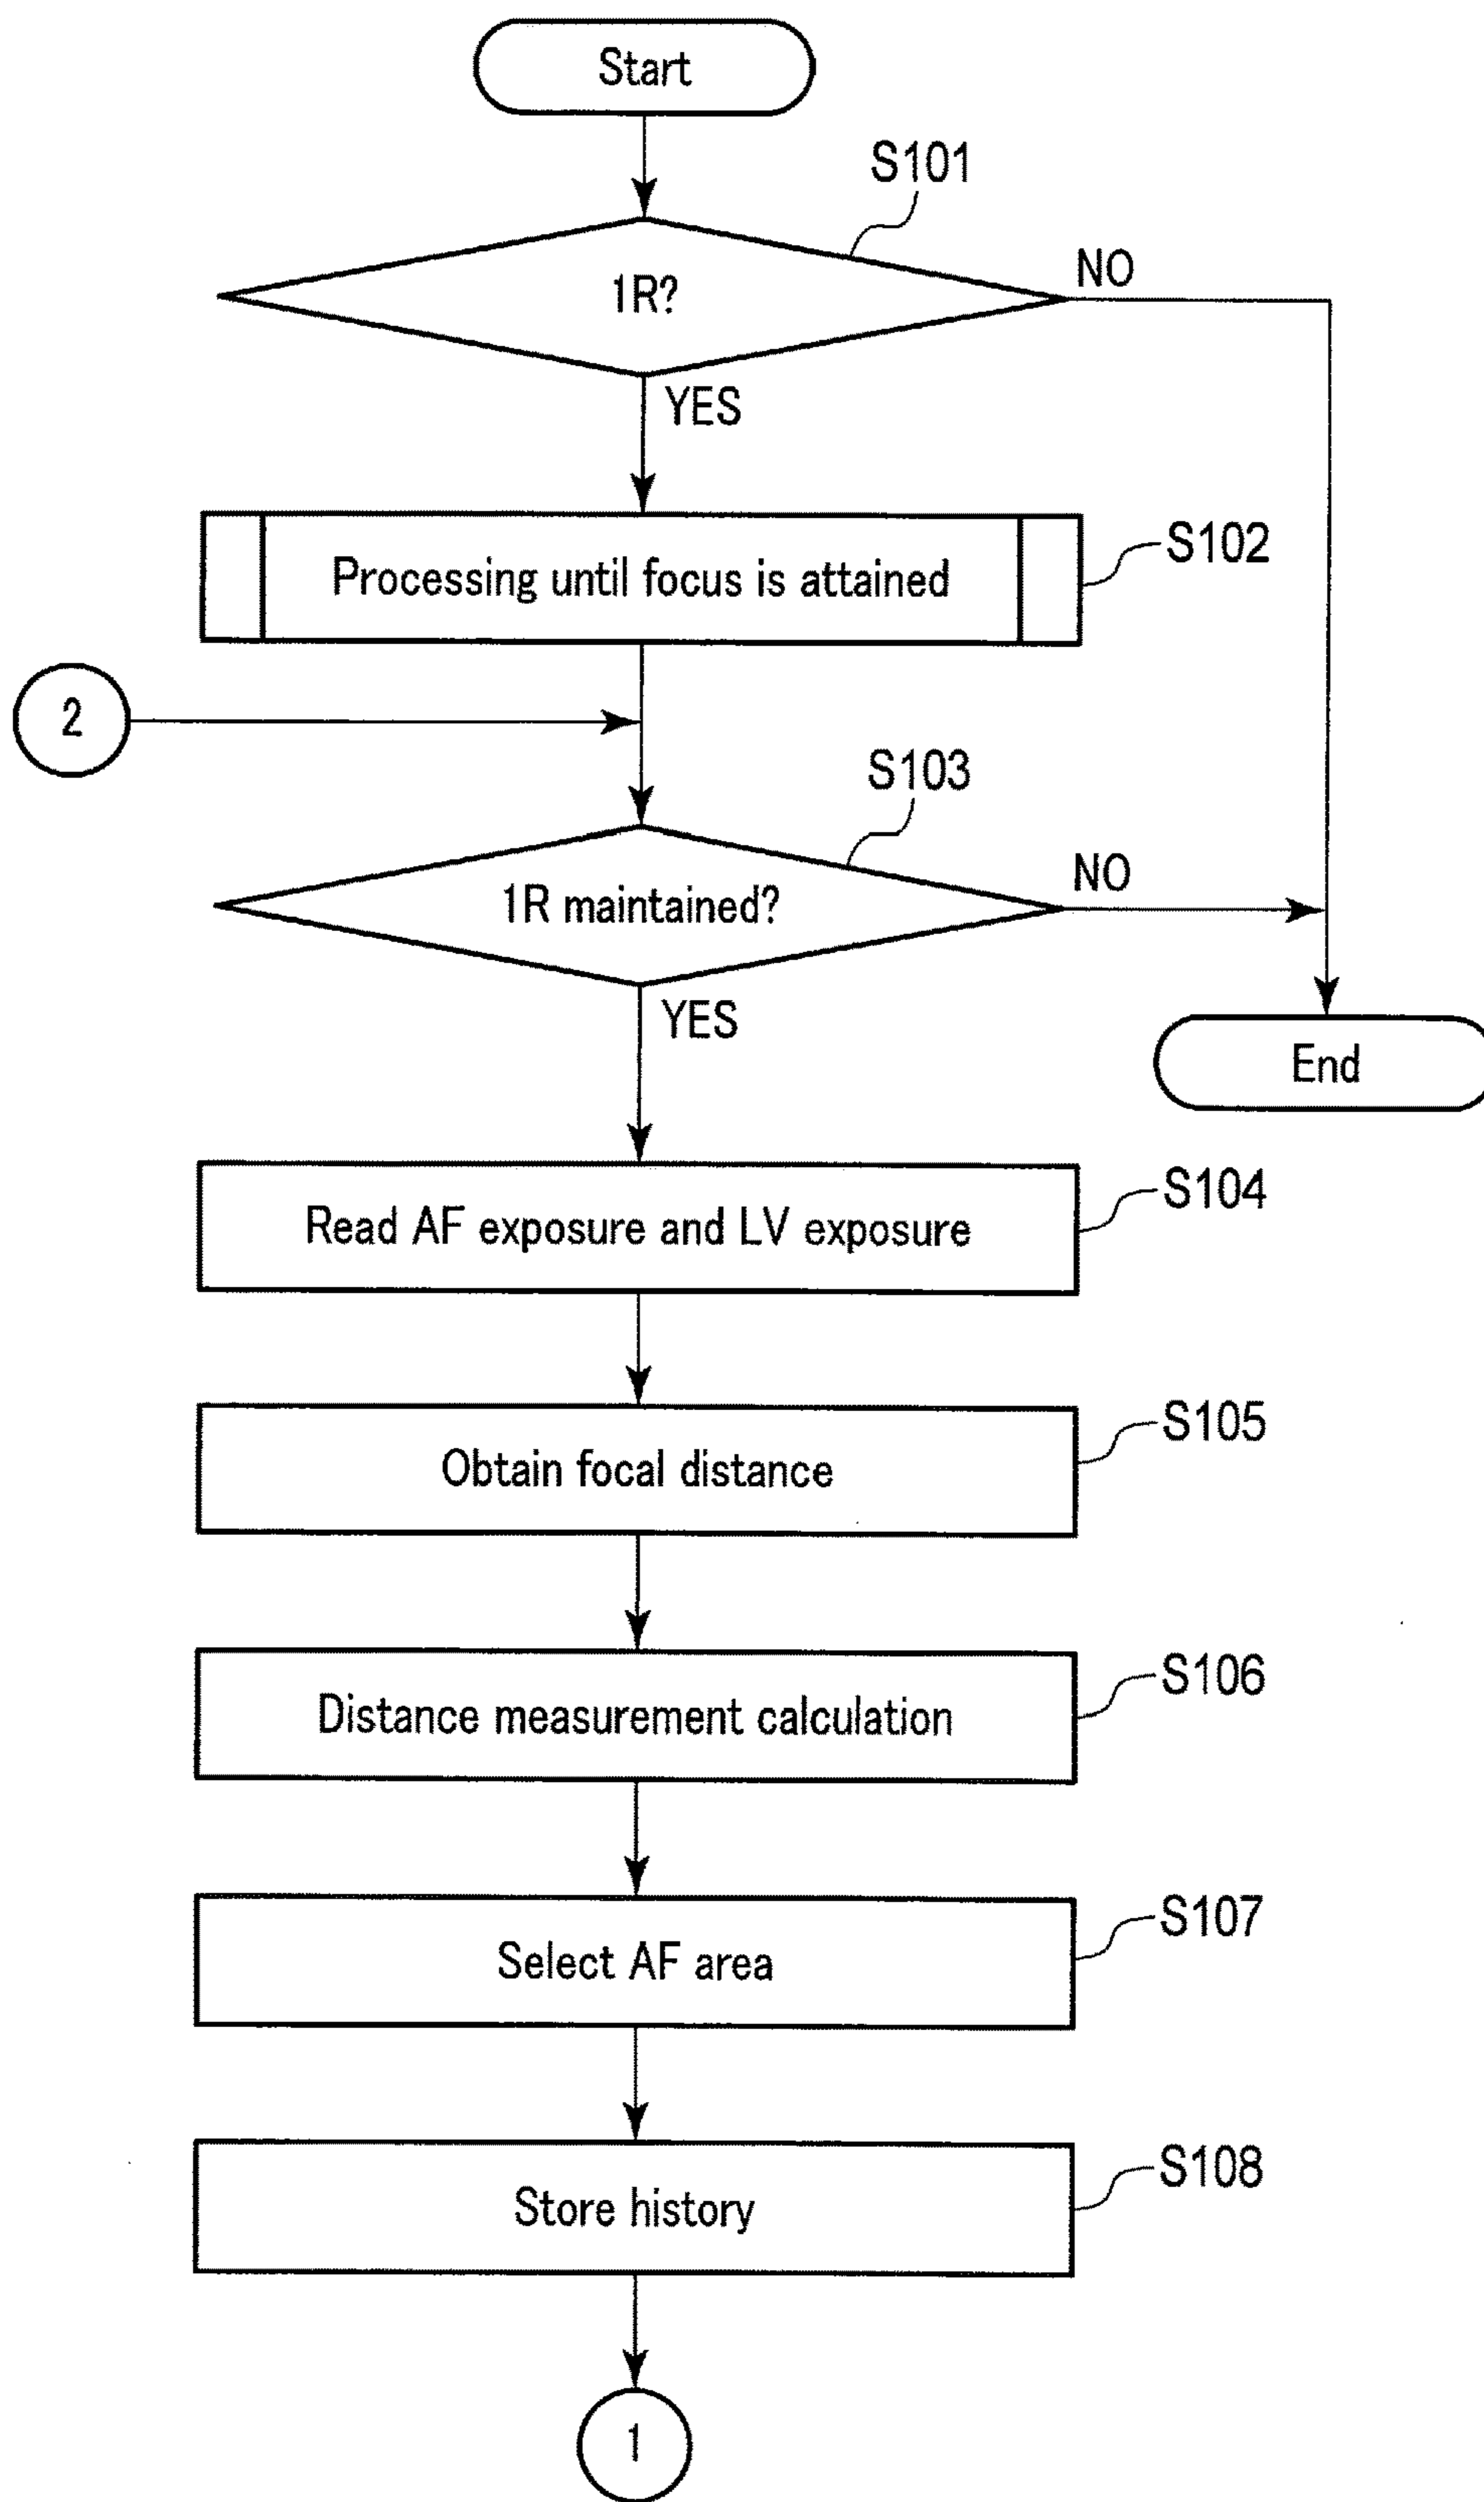 Start
S101
1R?
NO
YES
Processing until focus is attained
S102
2
S103
1R maintained?
NO
YES
End
Read AF exposure and LV exposure
S104
Obtain focal distance
S105
Distance measurement calculation
S106
Select AF area
S107
Store history
S108
1